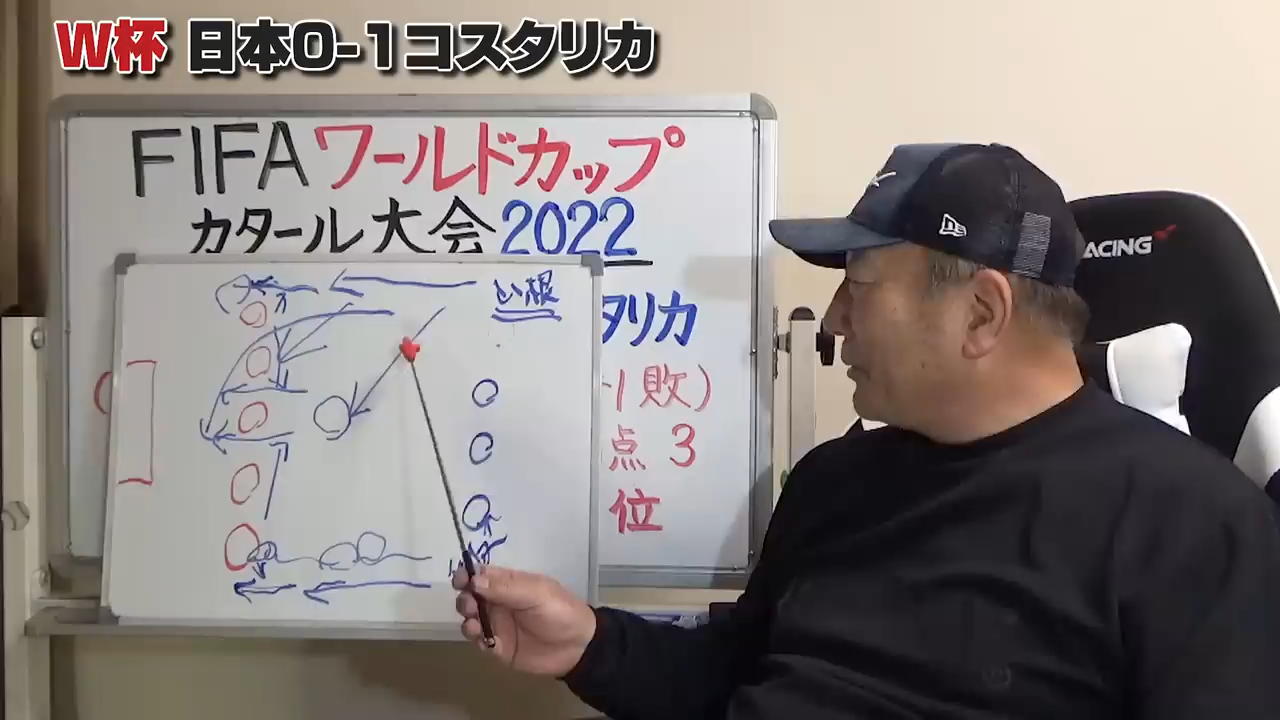 W杯 日本0-1コスタリカ
FIFAワールドカップ
カタール大会2022
タリカ
1敗)
点 3
位
ACING